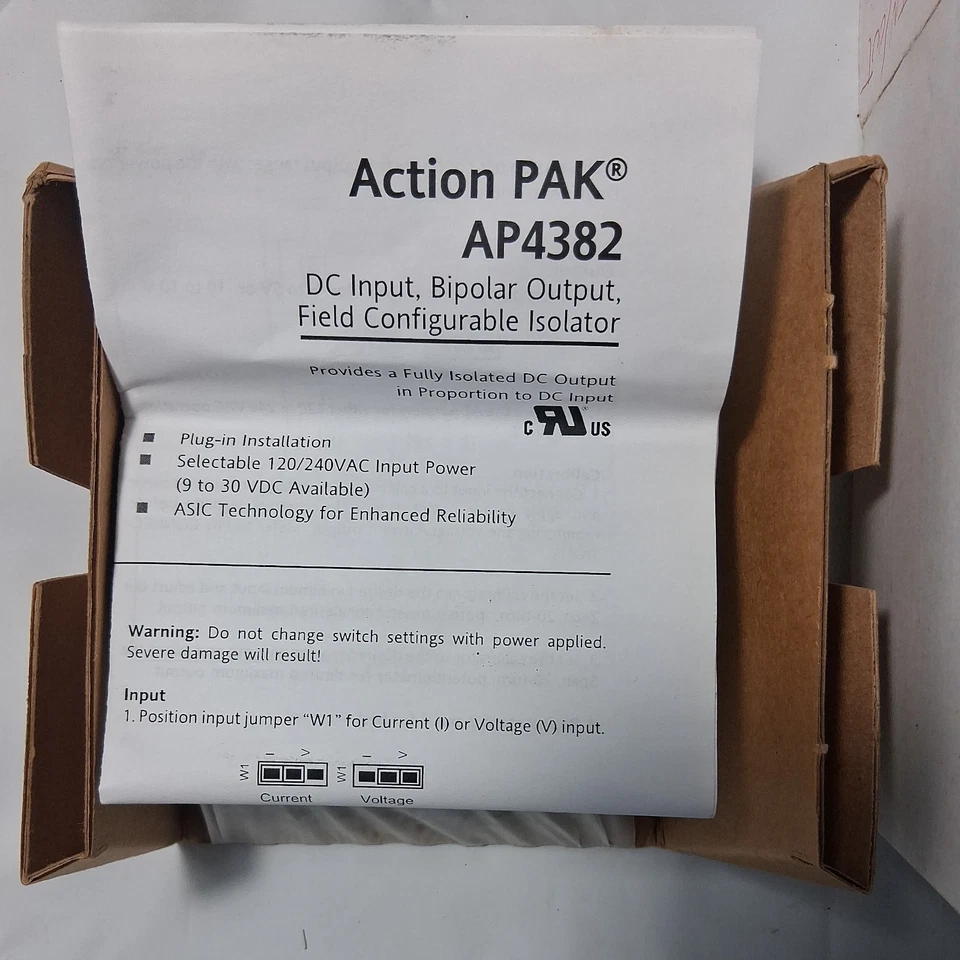 Action PAK®
AP4382
DC Input, Bipolar Output,
Field Configurable Isolator
Provides a Fully Isolated DC Output
in Proportion to DC Input
C RU US
Plug-in Installation
Selectable 120/240VAC Input Power
(9 to 30 VDC Available)
ASIC Technology for Enhanced Reliability
Warning: Do not change switch settings with power applied.
Severe damage will result!
Input
1. Position input jumper “W1” for Current (I) or Voltage (V) input.
I V I V
W1 W1
Current Voltage